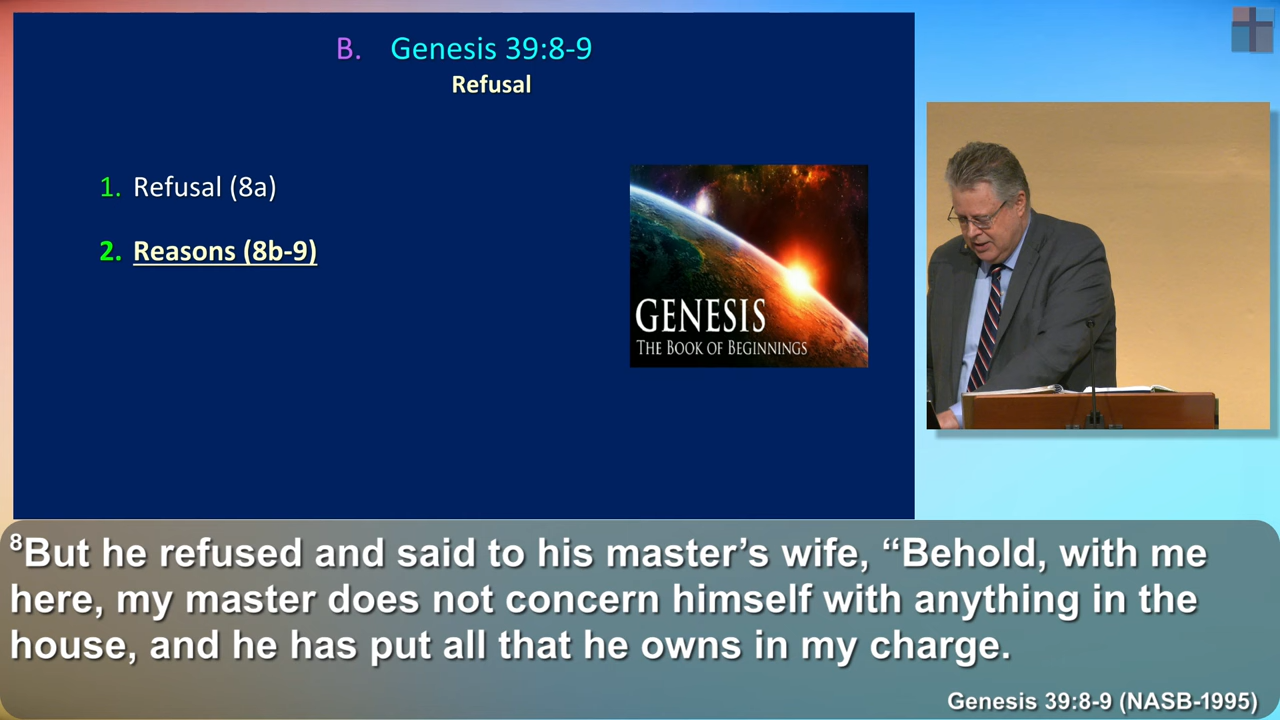 B. Genesis 39:8-9
Refusal
1. Refusal (8a)
2. Reasons (8b-9)
GENESIS
THE BOOK OF BEGINNINGS
⁸But he refused and said to his master’s wife, “Behold, with me
here, my master does not concern himself with anything in the
house, and he has put all that he owns in my charge.
Genesis 39:8-9 (NASB-1995)